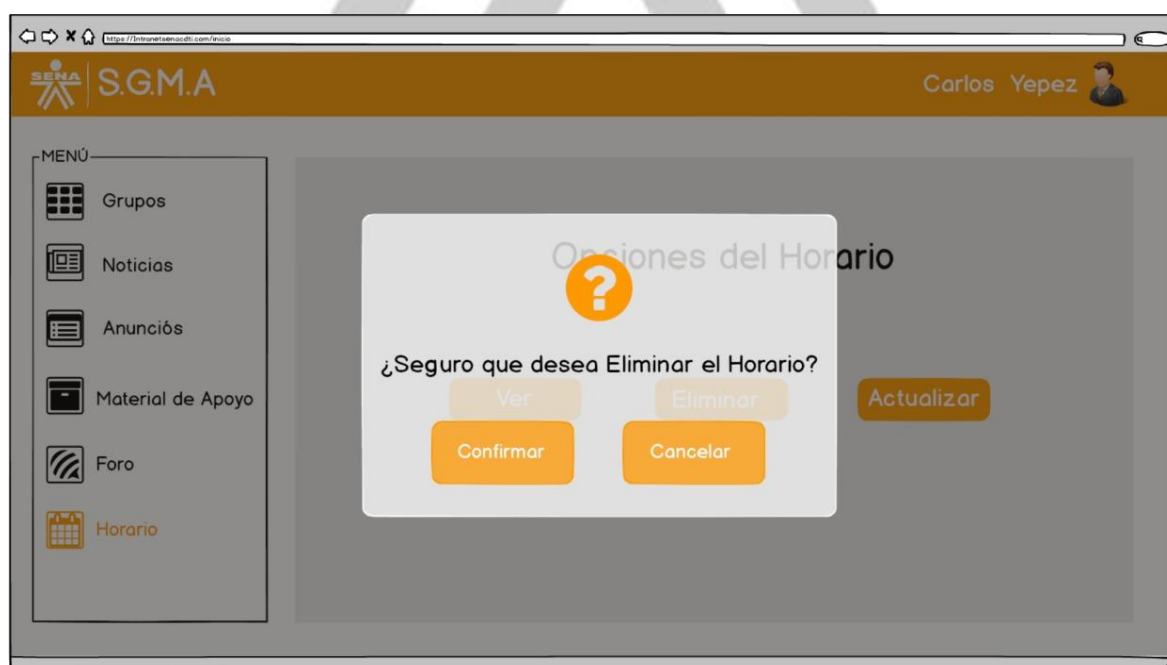 https://Intranetsenacdti.com/inicio
SENA
S.G.M.A
Carlos Yepez
MENÚ
Grupos
Noticias
Anunciós
Material de Apoyo
Foro
Horario
Opciones del Horario
¿Seguro que desea Eliminar el Horario?
Ver Eliminar Actualizar
Confirmar Cancelar